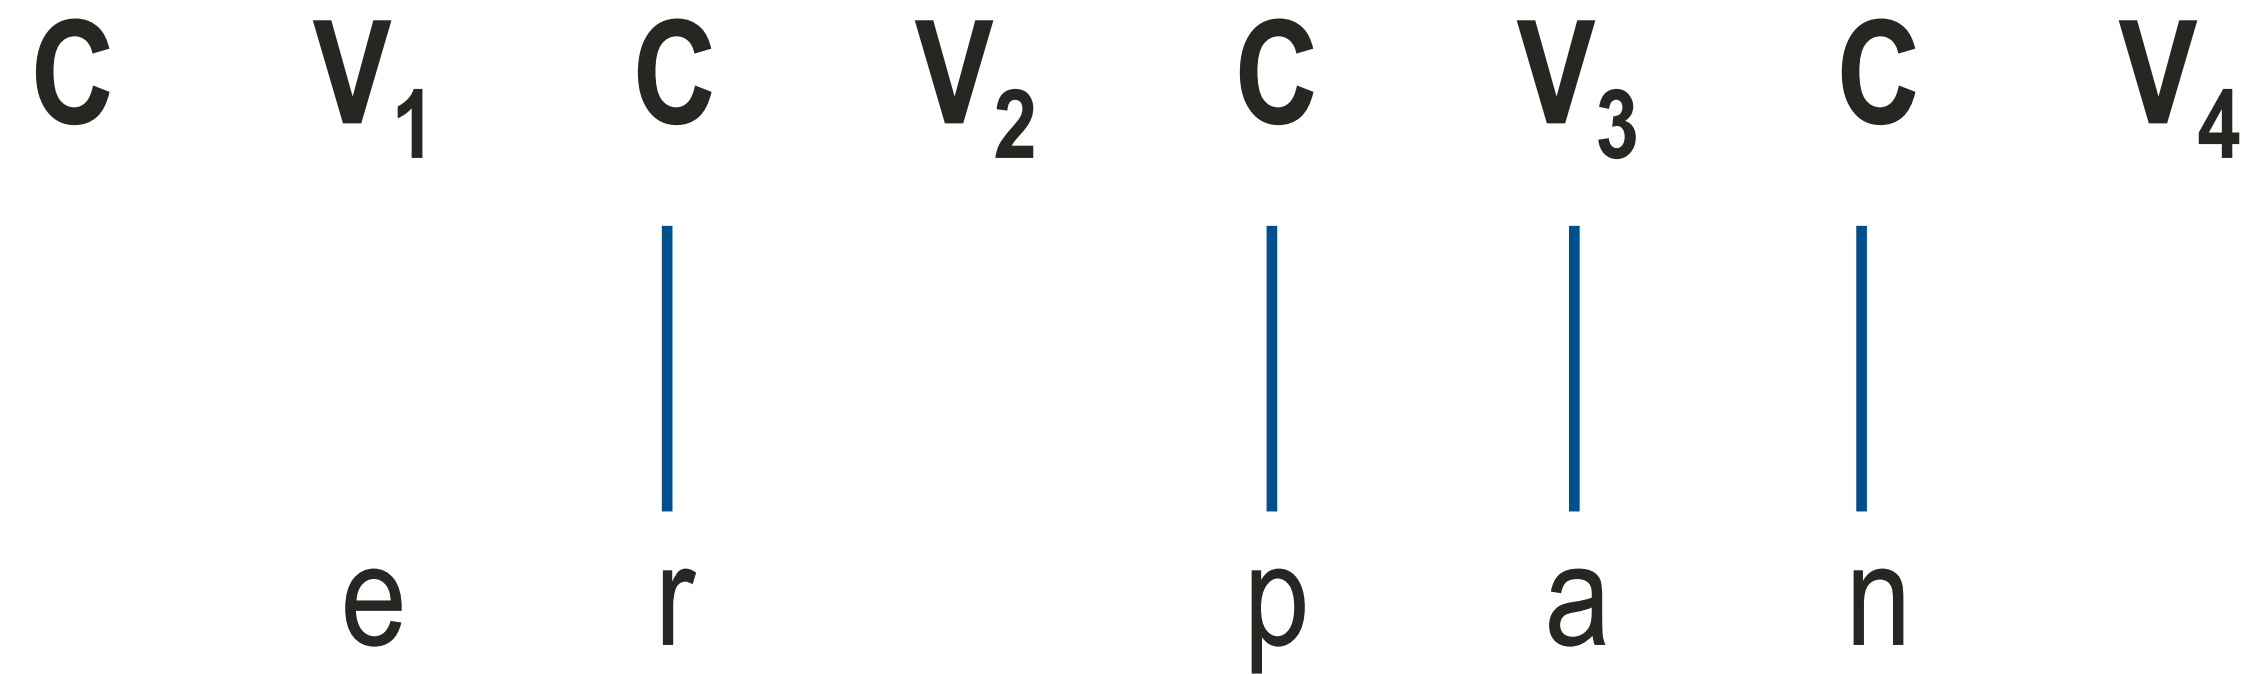 C V₁ C V₂ C V₃ C V₄
e r p a n